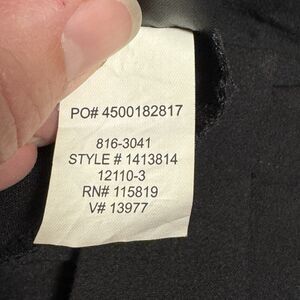 PO# 4500182817
816-3041
STYLE # 1413814
12110-3
RN# 115819
V# 13977